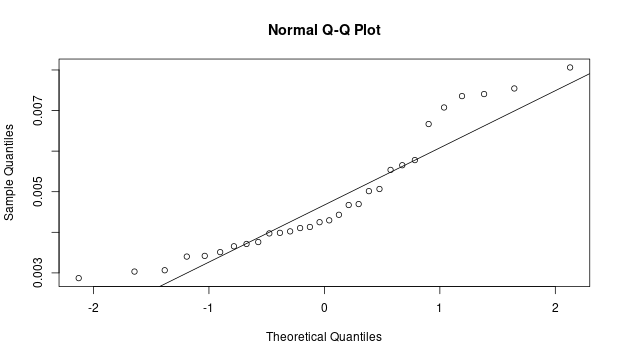 Normal Q-Q Plot
Sample Quantiles
0.007
0.005
0.003
-2 -1 0 1 2
Theoretical Quantiles